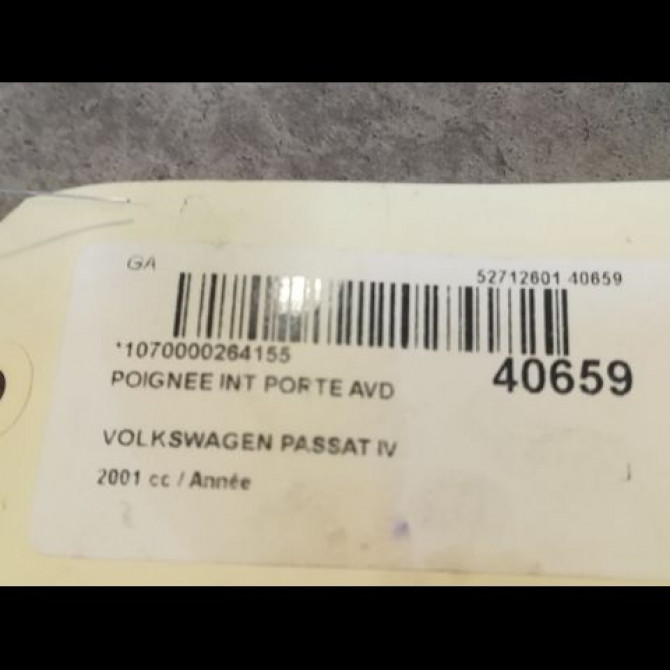 GA
52712601 40659
*1070000264155
40659
POIGNEE INT PORTE AVD
VOLKSWAGEN PASSAT IV
2001 cc / Année